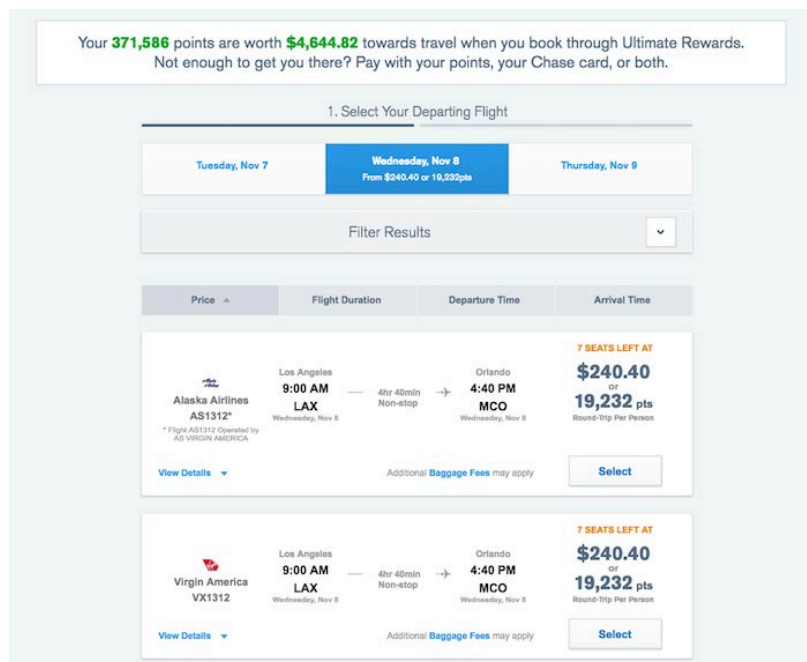 Your 371,586 points are worth $4,644.82 towards travel when you book through Ultimate Rewards.
Not enough to get you there? Pay with your points, your Chase card, or both.
1. Select Your Departing Flight
Tuesday, Nov 7
Wednesday, Nov 8
From $240.40 or 19,232pts
Thursday, Nov 9
Filter Results
Price
Flight Duration
Departure Time
Arrival Time
Alaska Airlines
AS1312*
* Flight AS1312 Operated by
AS VIRGIN AMERICA
Los Angeles
9:00 AM
LAX
Wednesday, Nov 8
4hr 40min
Non-stop
Orlando
4:40 PM
MCO
Wednesday, Nov 8
7 SEATS LEFT AT
$240.40
or
19,232 pts
Round-Trip Per Person
View Details
Additional Baggage Fees may apply
Select
Virgin America
VX1312
Los Angeles
9:00 AM
LAX
Wednesday, Nov 8
4hr 40min
Non-stop
Orlando
4:40 PM
MCO
Wednesday, Nov 8
7 SEATS LEFT AT
$240.40
or
19,232 pts
Round-Trip Per Person
View Details
Additional Baggage Fees may apply
Select